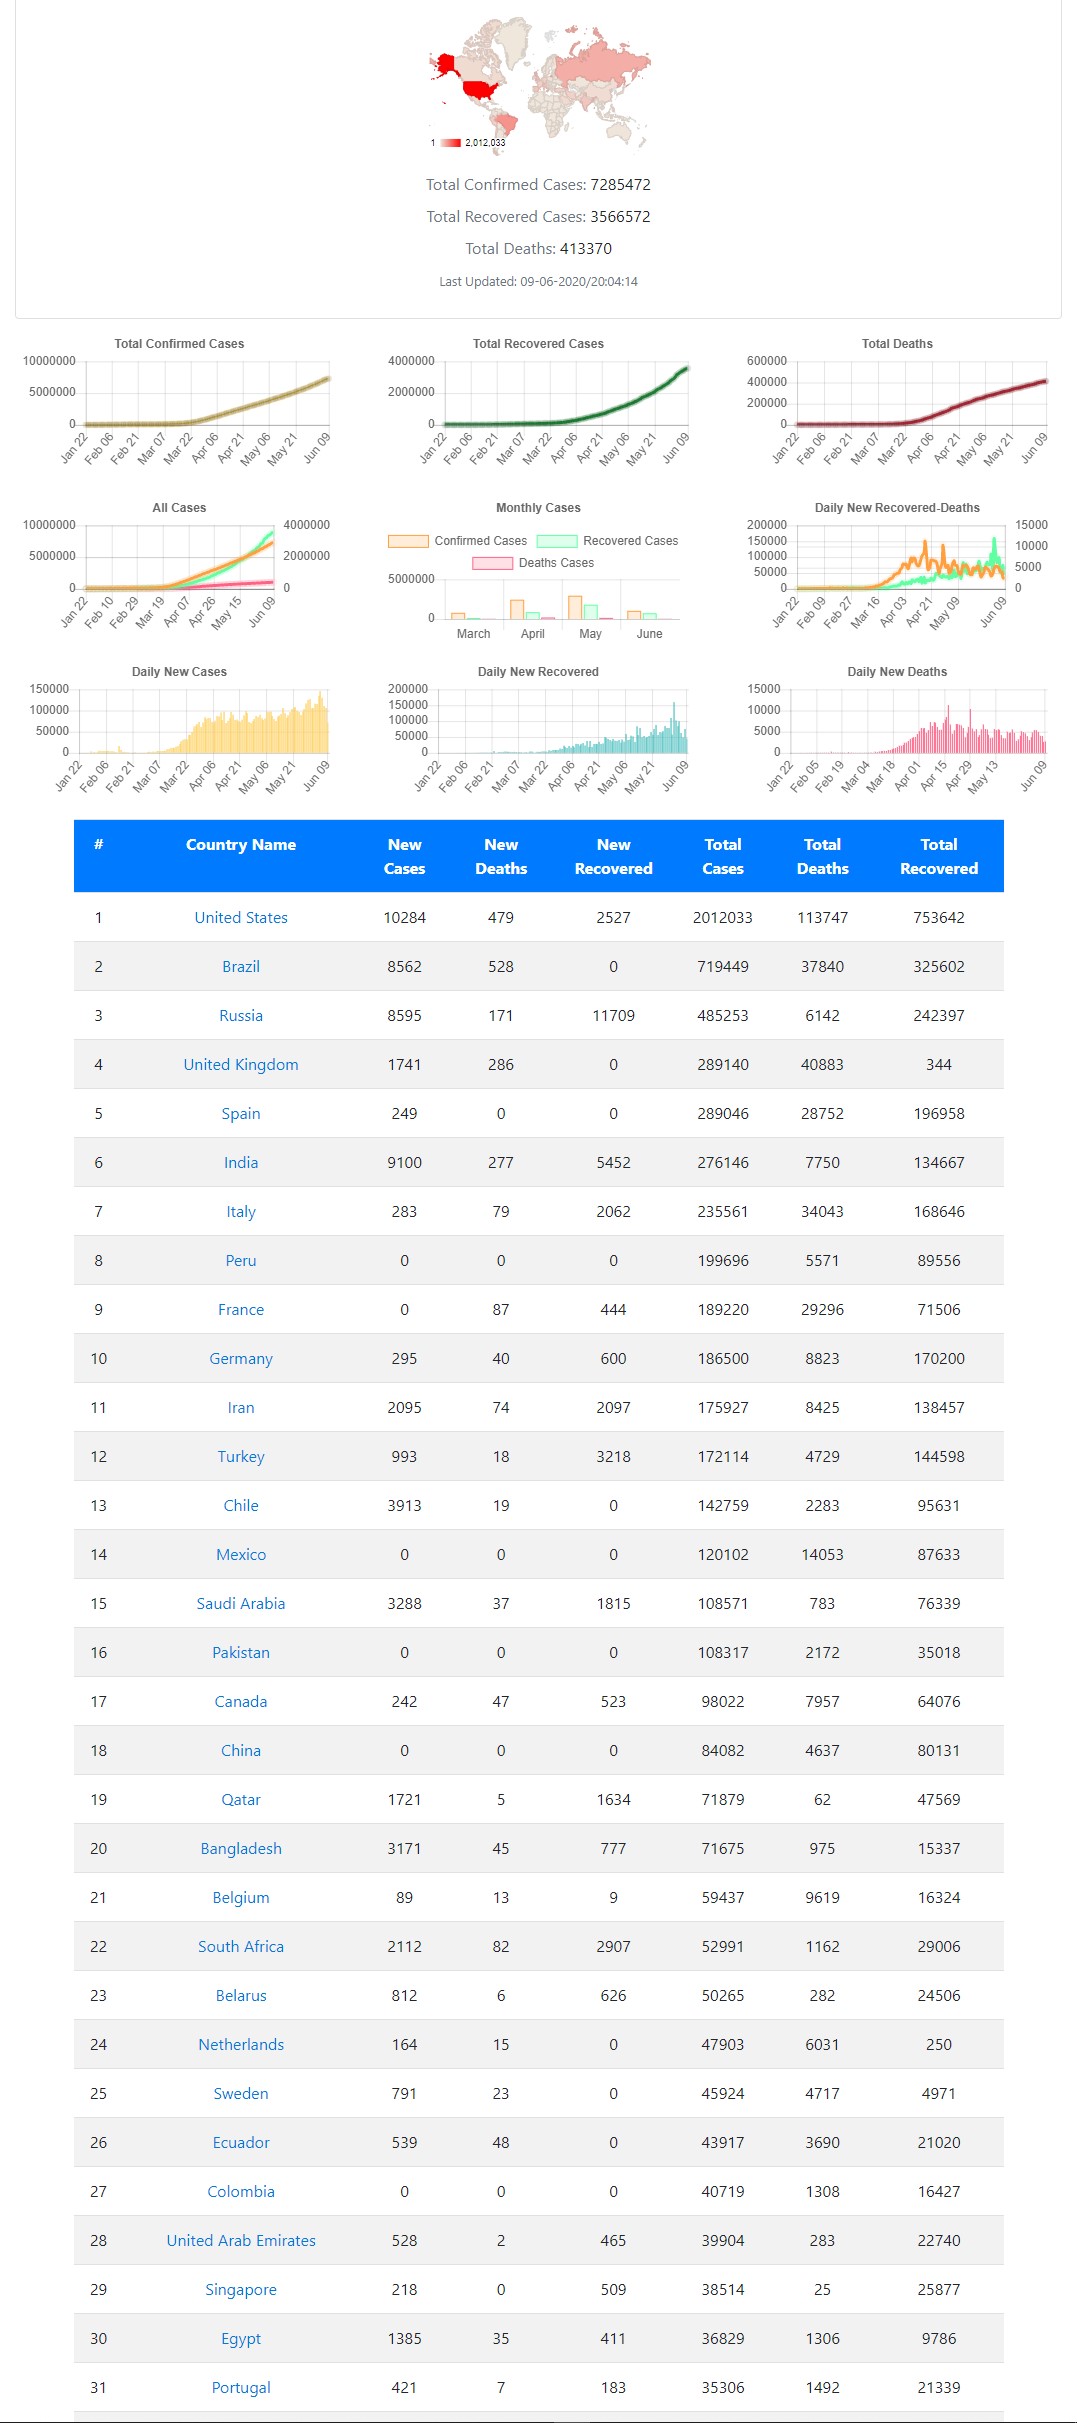 1 2,012,033
Total Confirmed Cases: 7285472
Total Recovered Cases: 3566572
Total Deaths: 413370
Last Updated: 09-06-2020/20:04:14
Total Confirmed Cases
10000000
5000000
0
Jan 22 Feb 06 Feb 21 Mar 07 Mar 22 Apr 06 Apr 21 May 06 May 21 Jun 09
Total Recovered Cases
4000000
2000000
0
Jan 22 Feb 06 Feb 21 Mar 07 Mar 22 Apr 06 Apr 21 May 06 May 21 Jun 09
Total Deaths
600000
400000
200000
0
Jan 22 Feb 06 Feb 21 Mar 07 Mar 22 Apr 06 Apr 21 May 06 May 21 Jun 09
All Cases
10000000 4000000
5000000 2000000
0 0
Jan 22 Feb 10 Feb 29 Mar 19 Apr 07 Apr 26 May 15 Jun 09
Monthly Cases
Confirmed Cases Recovered Cases
Deaths Cases
5000000
0
March April May June
Daily New Recovered-Deaths
200000 15000
150000 10000
100000
50000 5000
0 0
Jan 22 Feb 09 Feb 27 Mar 16 Apr 03 Apr 21 May 09 Jun 09
Daily New Cases
150000
100000
50000
0
Jan 22 Feb 06 Feb 21 Mar 07 Mar 22 Apr 06 Apr 21 May 06 May 21 Jun 09
Daily New Recovered
200000
150000
100000
50000
0
Jan 22 Feb 06 Feb 21 Mar 07 Mar 22 Apr 06 Apr 21 May 06 May 21 Jun 09
Daily New Deaths
15000
10000
5000
0
Jan 22 Feb 05 Feb 19 Mar 04 Mar 18 Apr 01 Apr 15 Apr 29 May 13 Jun 09
# Country Name New Cases New Deaths New Recovered Total Cases Total Deaths Total Recovered
1 United States 10284 479 2527 2012033 113747 753642
2 Brazil 8562 528 0 719449 37840 325602
3 Russia 8595 171 11709 485253 6142 242397
4 United Kingdom 1741 286 0 289140 40883 344
5 Spain 249 0 0 289046 28752 196958
6 India 9100 277 5452 276146 7750 134667
7 Italy 283 79 2062 235561 34043 168646
8 Peru 0 0 0 199696 5571 89556
9 France 0 87 444 189220 29296 71506
10 Germany 295 40 600 186500 8823 170200
11 Iran 2095 74 2097 175927 8425 138457
12 Turkey 993 18 3218 172114 4729 144598
13 Chile 3913 19 0 142759 2283 95631
14 Mexico 0 0 0 120102 14053 87633
15 Saudi Arabia 3288 37 1815 108571 783 76339
16 Pakistan 0 0 0 108317 2172 35018
17 Canada 242 47 523 98022 7957 64076
18 China 0 0 0 84082 4637 80131
19 Qatar 1721 5 1634 71879 62 47569
20 Bangladesh 3171 45 777 71675 975 15337
21 Belgium 89 13 9 59437 9619 16324
22 South Africa 2112 82 2907 52991 1162 29006
23 Belarus 812 6 626 50265 282 24506
24 Netherlands 164 15 0 47903 6031 250
25 Sweden 791 23 0 45924 4717 4971
26 Ecuador 539 48 0 43917 3690 21020
27 Colombia 0 0 0 40719 1308 16427
28 United Arab Emirates 528 2 465 39904 283 22740
29 Singapore 218 0 509 38514 25 25877
30 Egypt 1385 35 411 36829 1306 9786
31 Portugal 421 7 183 35306 1492 21339